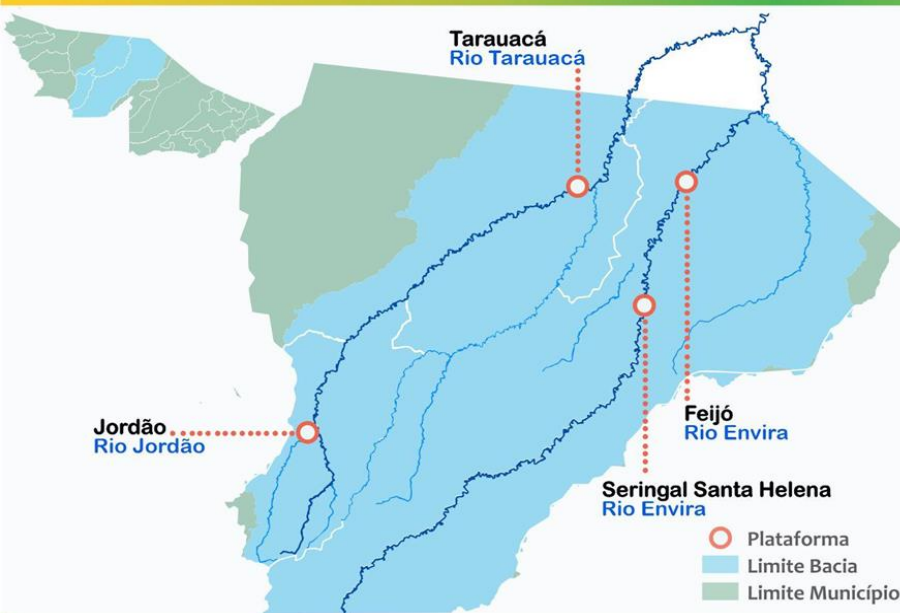 Tarauacá
Rio Tarauacá
Jordão
Rio Jordão
Feijó
Rio Envira
Seringal Santa Helena
Rio Envira
Plataforma
Limite Bacia
Limite Município